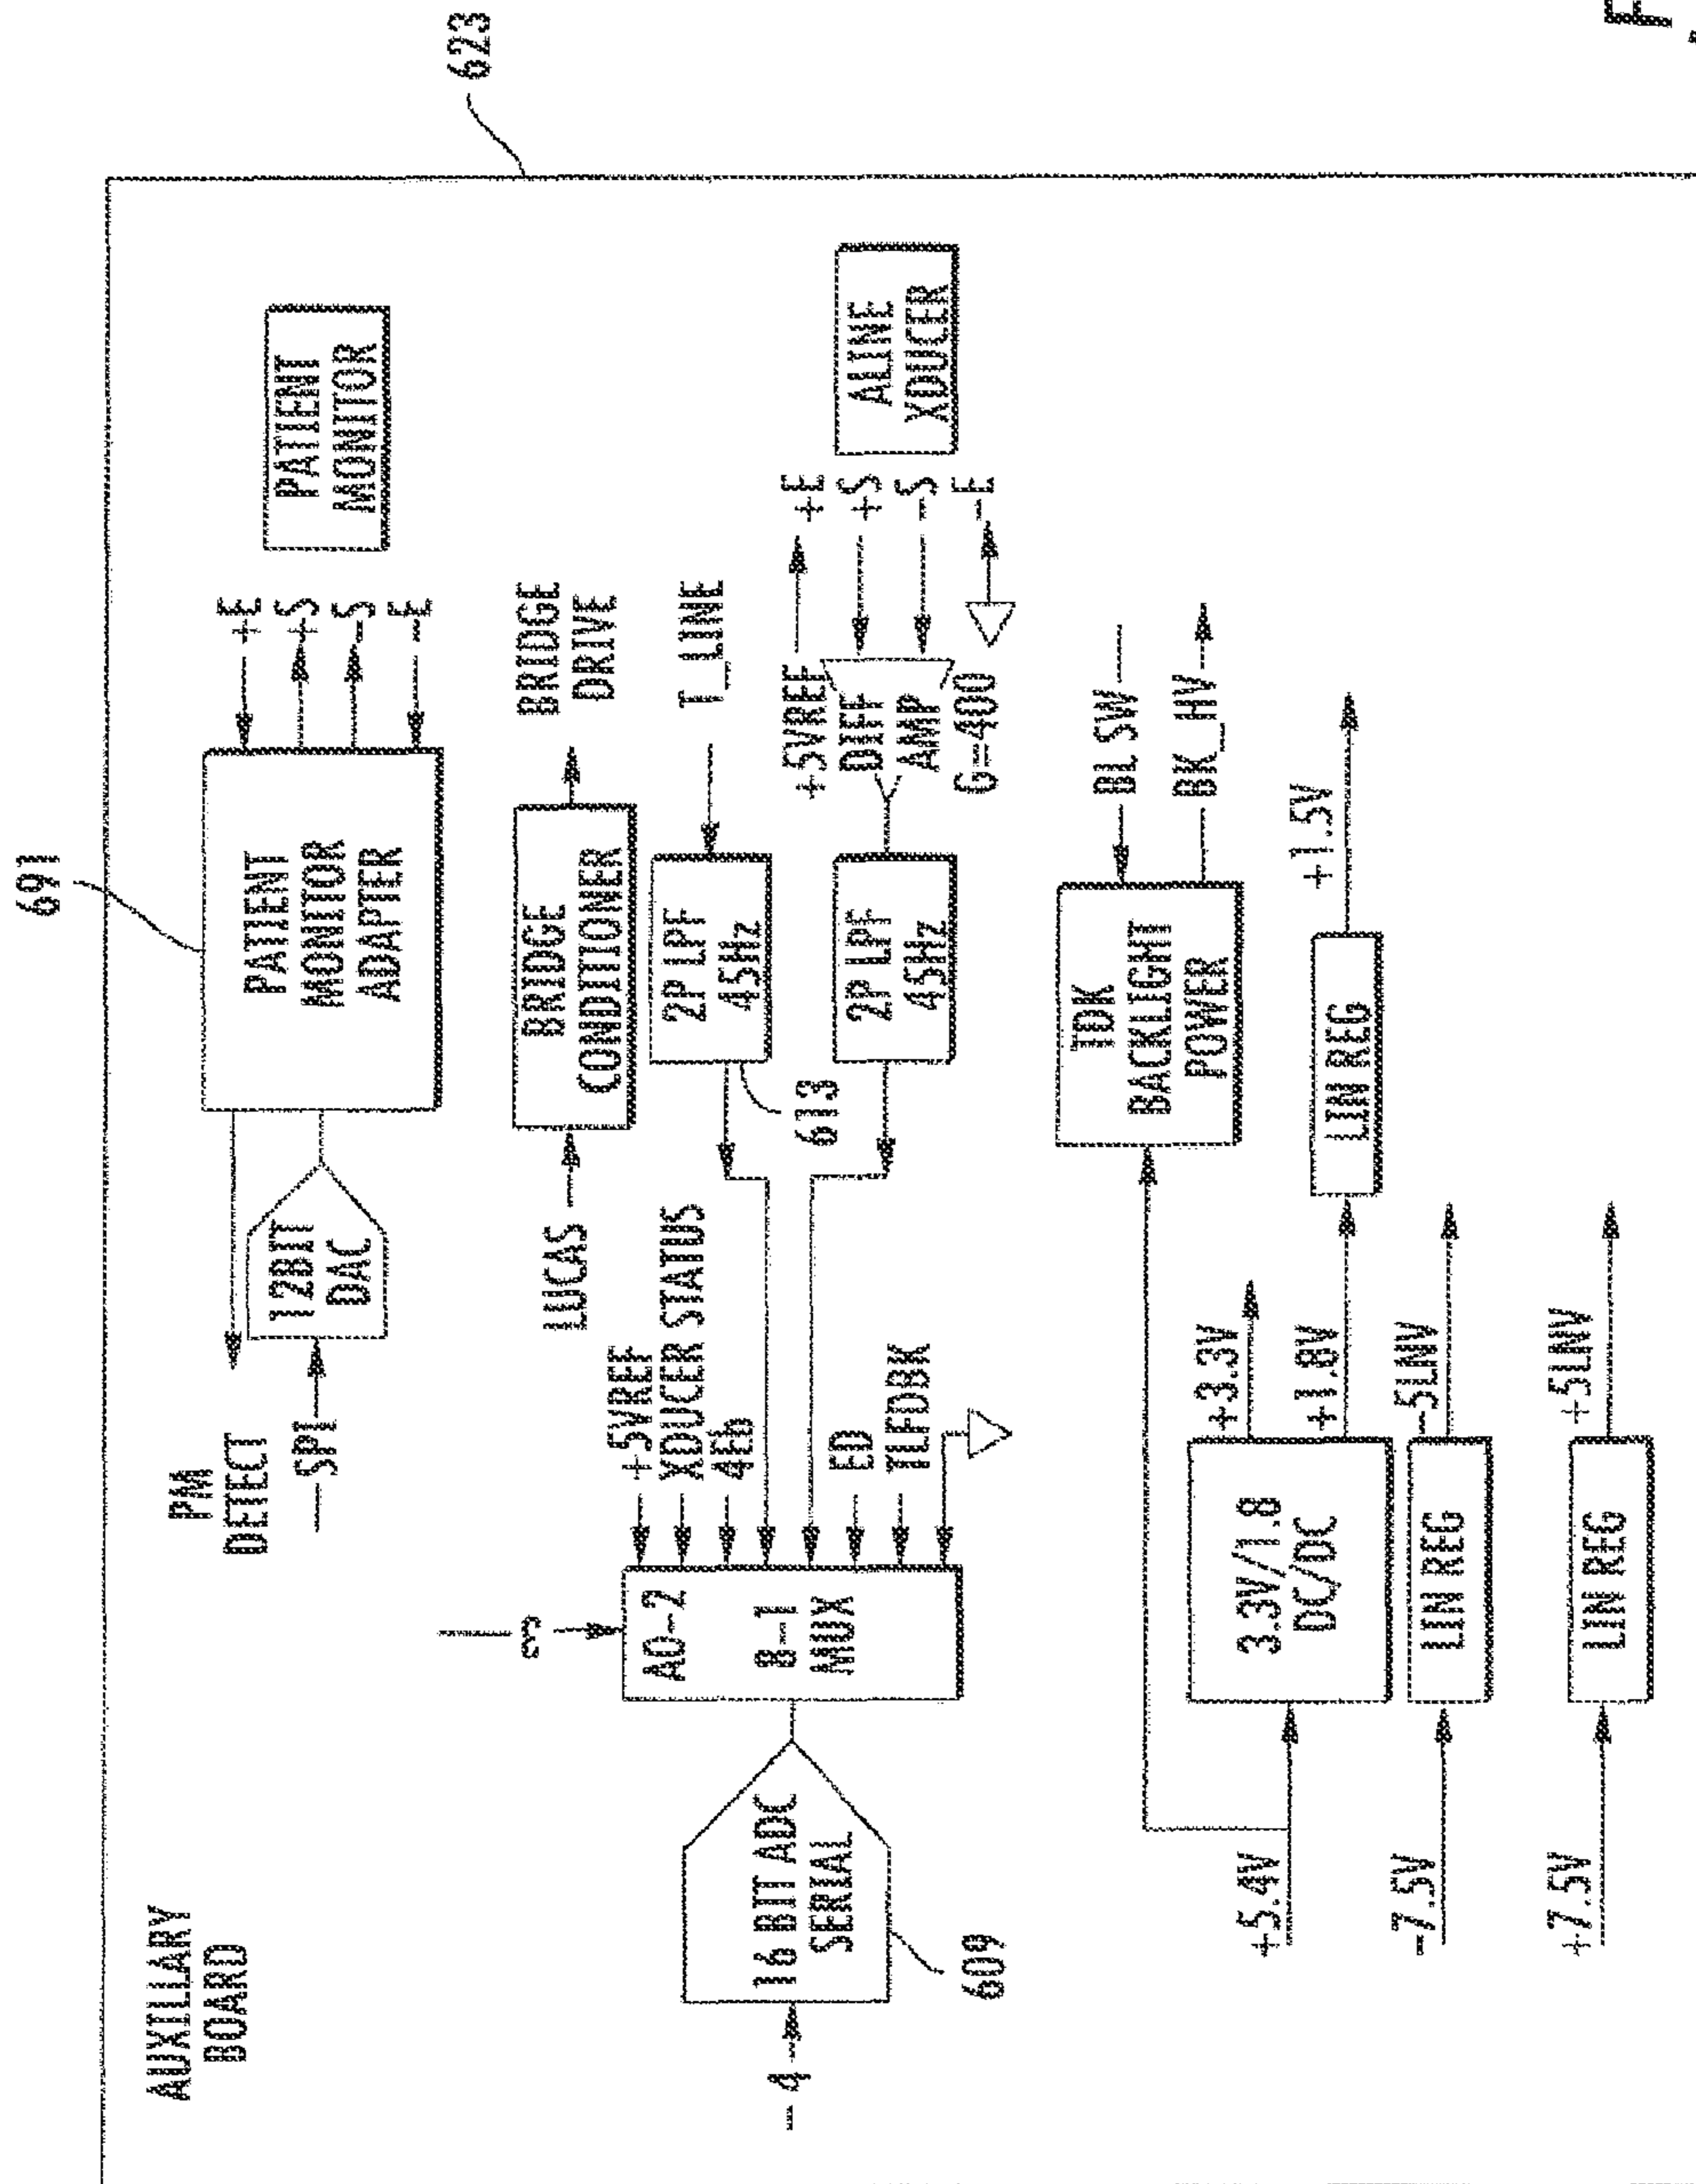 AUXILLARY
BOARD
623
691
PM
DETECT
SPI
12BIT
DAC
PATIENT
MONITOR
ADAPTER
+E
+S
-S
-E
PATIENT
MONITOR
LUCAS
BRIDGE
CONDITIONER
BRIDGE
DRIVE
3
A0-2
8-1
MUX
+5VREF
XDUCER STATUS
4Eb
ED
TLFDBK
2P LPF
45Hz
T_LINE
613
2P LPF
45Hz
+5VREF
DIFF
AMP
G=400
+E
+S
-S
-E
ALINE
XDUCER
4
16 BIT ADC
SERIAL
609
TDK
BACKLIGHT
POWER
BL SW
BK_HV
+5.4V
3.3V/1.8
DC/DC
+3.3V
+1.8V
LIN REG
+1.5V
-7.5V
LIN REG
-5LNV
+7.5V
LIN REG
+5LNV